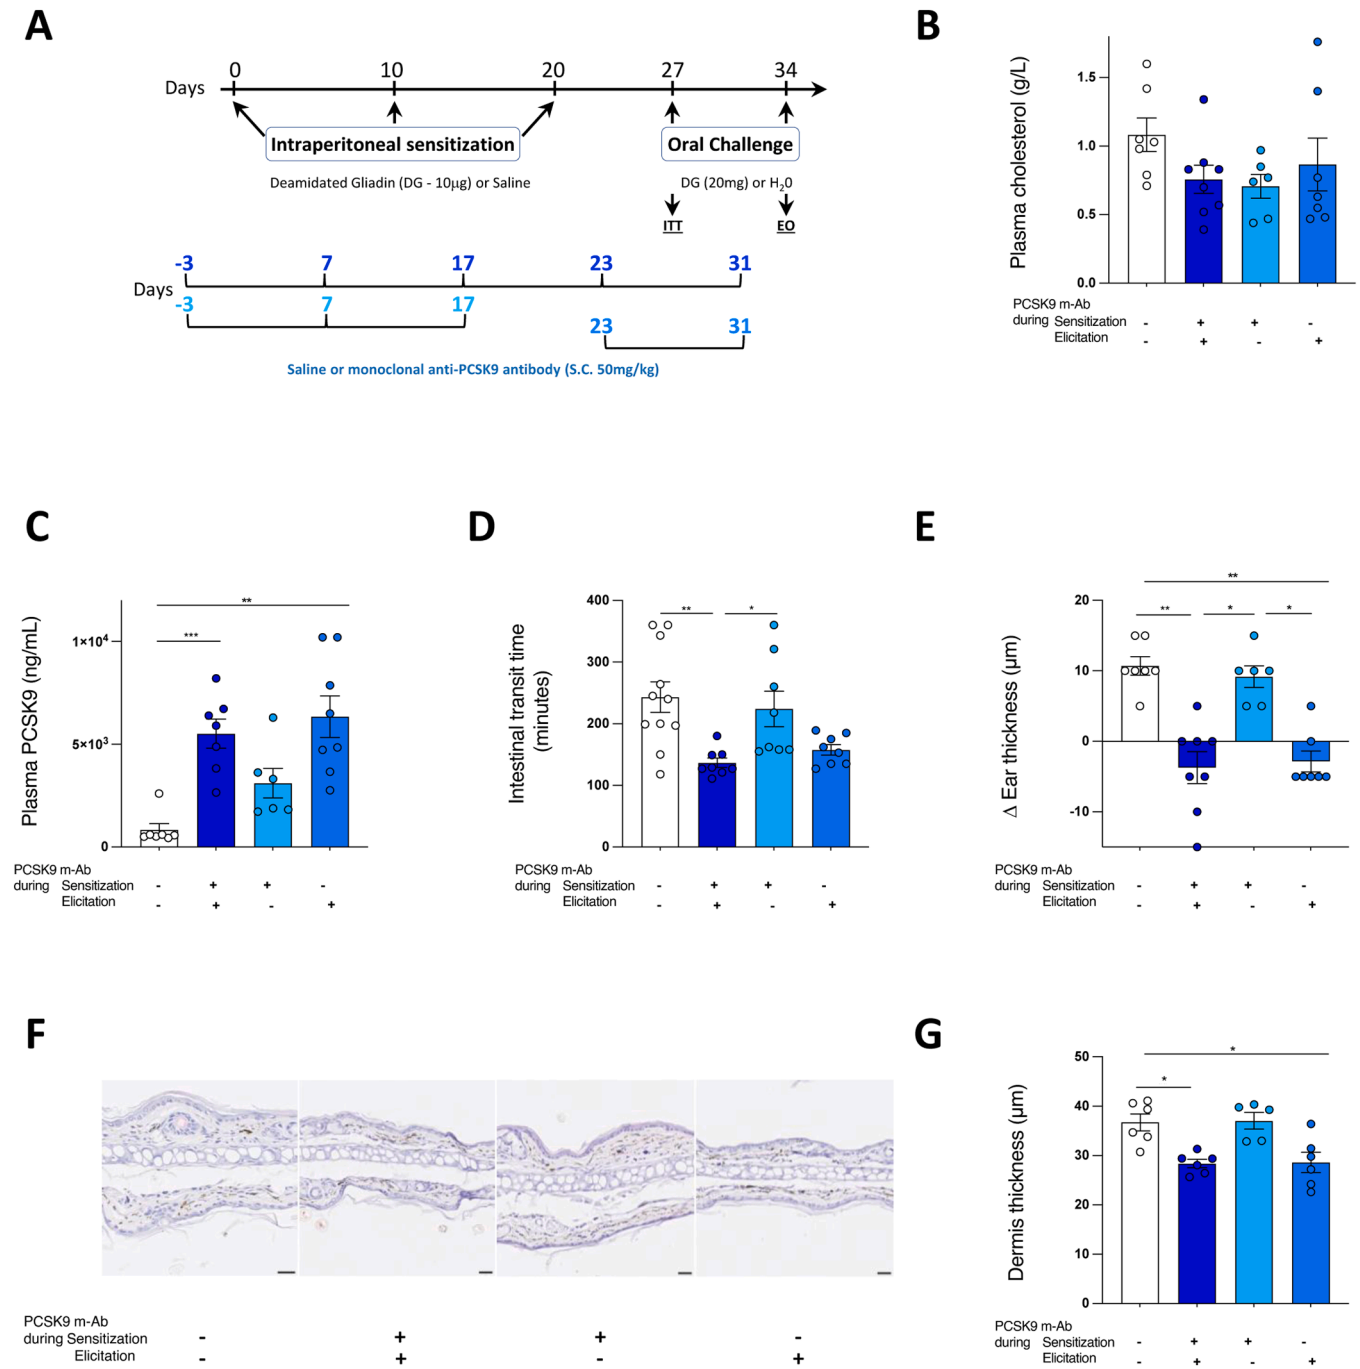 A
Days 0 10 20 27 34
Intraperitoneal sensitization Oral Challenge
Deamidated Gliadin (DG - 10µg) or Saline DG (20mg) or H20
ITT EO
-3 7 17 23 31
Days
-3 7 17
23 31
Saline or monoclonal anti-PCSK9 antibody (S.C. 50mg/kg)
B
Plasma cholesterol (g/L)
1.5
1.0
0.5
0.0
PCSK9 m-Ab
during Sensitization - + + -
Elicitation - + - +
C
Plasma PCSK9 (ng/mL)
**
***
1×10⁴
5×10³
0
PCSK9 m-Ab
during Sensitization - + + -
Elicitation - + - +
D
Intestinal transit time
(minutes)
400
** *
300
200
100
0
PCSK9 m-Ab
during Sensitization - + + -
Elicitation - + - +
E
Δ Ear thickness (µm)
**
20
** * *
10
0
-10
PCSK9 m-Ab
during Sensitization - + + -
Elicitation - + - +
F
PCSK9 m-Ab
during Sensitization - + + -
Elicitation - + - +
G
Dermis thickness (µm)
50
*
*
40
30
20
10
0
PCSK9 m-Ab
during Sensitization - + + -
Elicitation - + - +